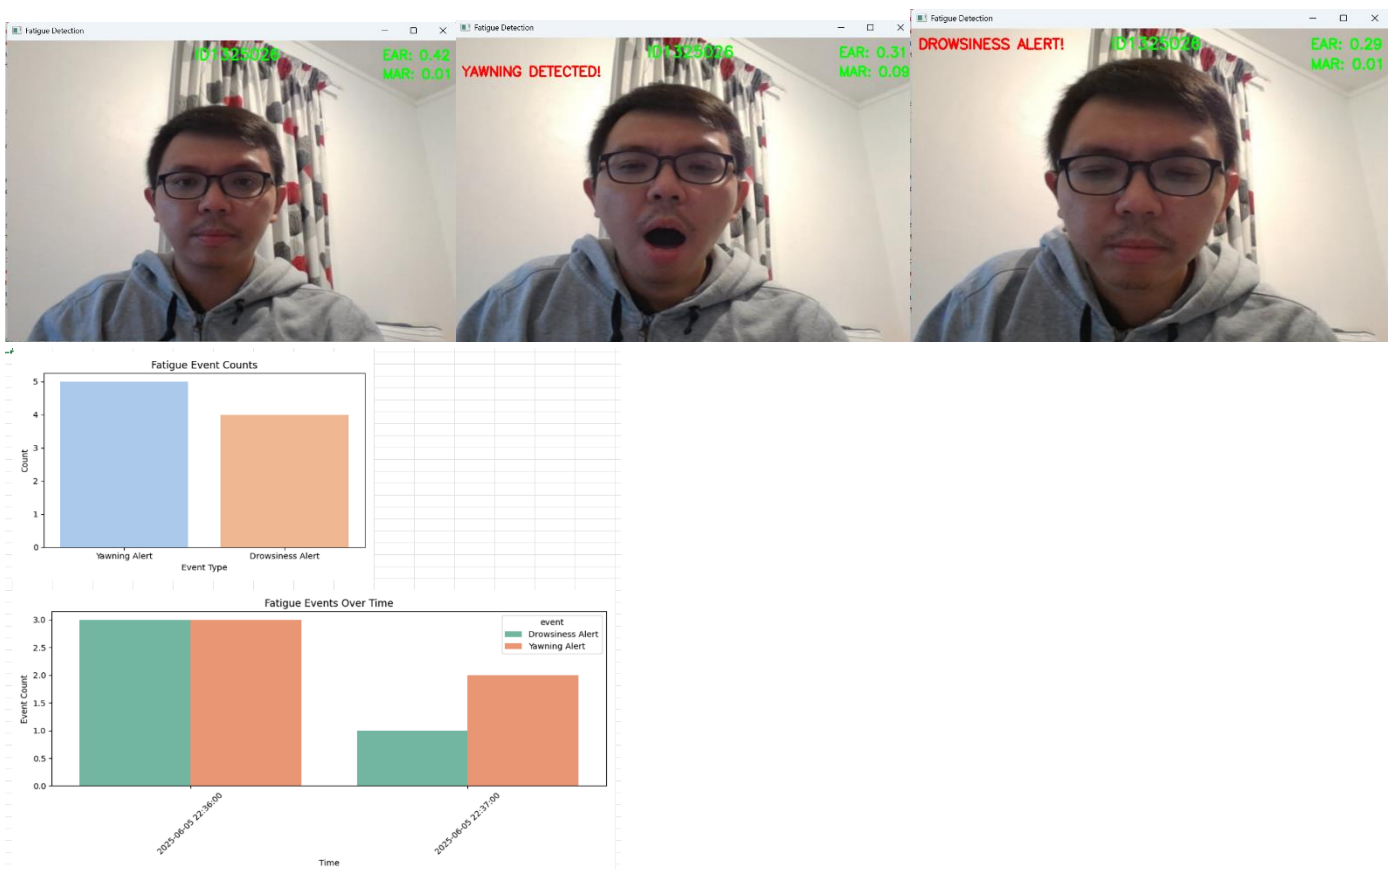 Fatigue Detection
ID1325026
EAR: 0.42
MAR: 0.01
Fatigue Detection
ID1325026
EAR: 0.31
YAWNING DETECTED!
MAR: 0.09
Fatigue Detection
DROWSINESS ALERT!
ID1325026
EAR: 0.29
MAR: 0.01
Fatigue Event Counts
5
4
3
2
1
0
Count
Yawning Alert
Drowsiness Alert
Event Type
Fatigue Events Over Time
3.0
2.5
2.0
1.5
1.0
0.5
0.0
Event Count
event
Drowsiness Alert
Yawning Alert
2025-06-05 22:36:00
2025-06-05 22:37:00
Time